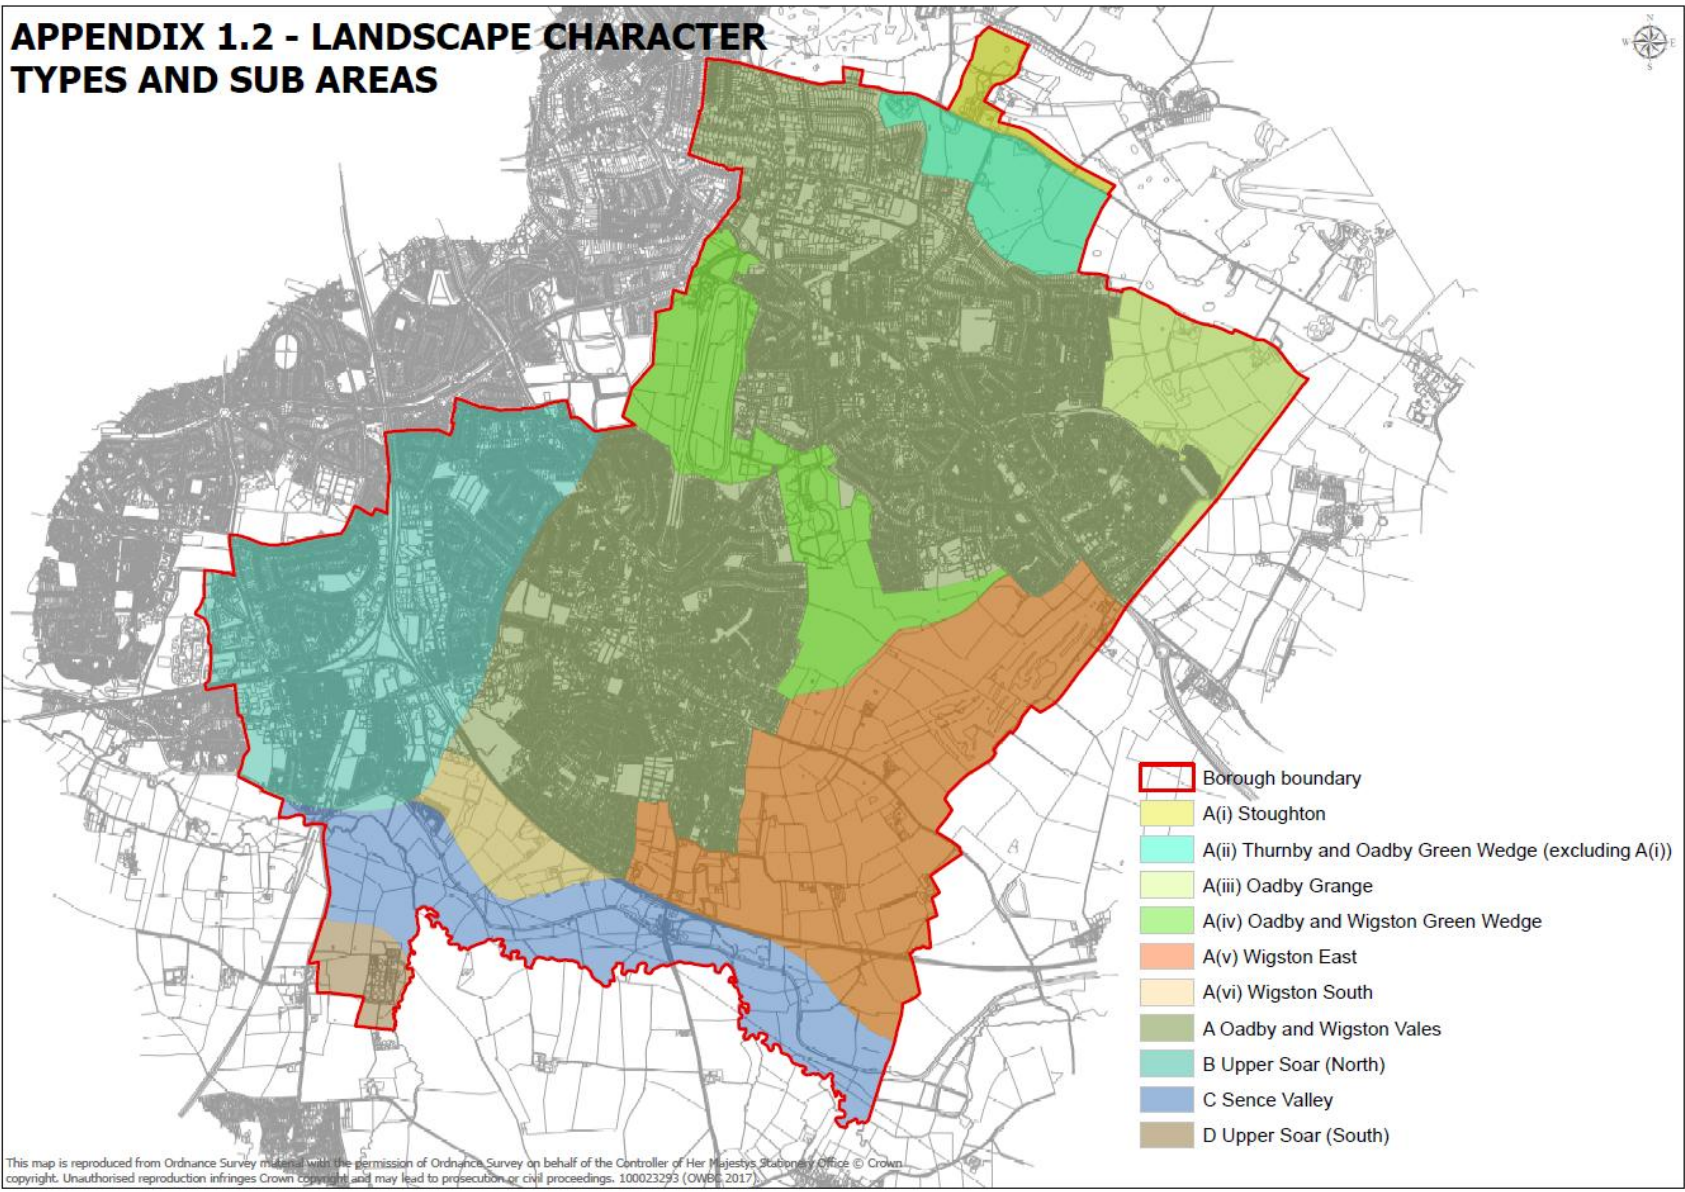 APPENDIX 1.2 - LANDSCAPE CHARACTER
TYPES AND SUB AREAS
N
W E
S
Borough boundary
A(i) Stoughton
A(ii) Thurnby and Oadby Green Wedge (excluding A(i))
A(iii) Oadby Grange
A(iv) Oadby and Wigston Green Wedge
A(v) Wigston East
A(vi) Wigston South
A Oadby and Wigston Vales
B Upper Soar (North)
C Sence Valley
D Upper Soar (South)
This map is reproduced from Ordnance Survey material with the permission of Ordnance Survey on behalf of the Controller of Her Majestys Stationery Office © Crown
copyright. Unauthorised reproduction infringes Crown copyright and may lead to prosecution or civil proceedings. 100023293 (OWBC 2017)